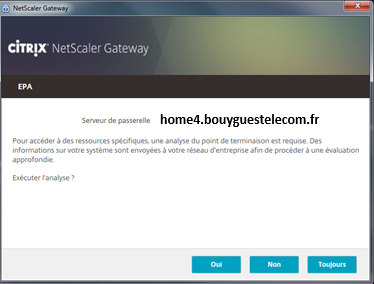 NetScaler Gateway
CITRIX NetScaler Gateway
EPA
Serveur de passerelle home4.bouyguestelecom.fr
Pour accéder à des ressources spécifiques, une analyse du point de terminaison est requise. Des
informations sur votre système sont envoyées à votre réseau d'entreprise afin de procéder à une évaluation
approfondie.
Exécuter l'analyse ?
Oui Non Toujours